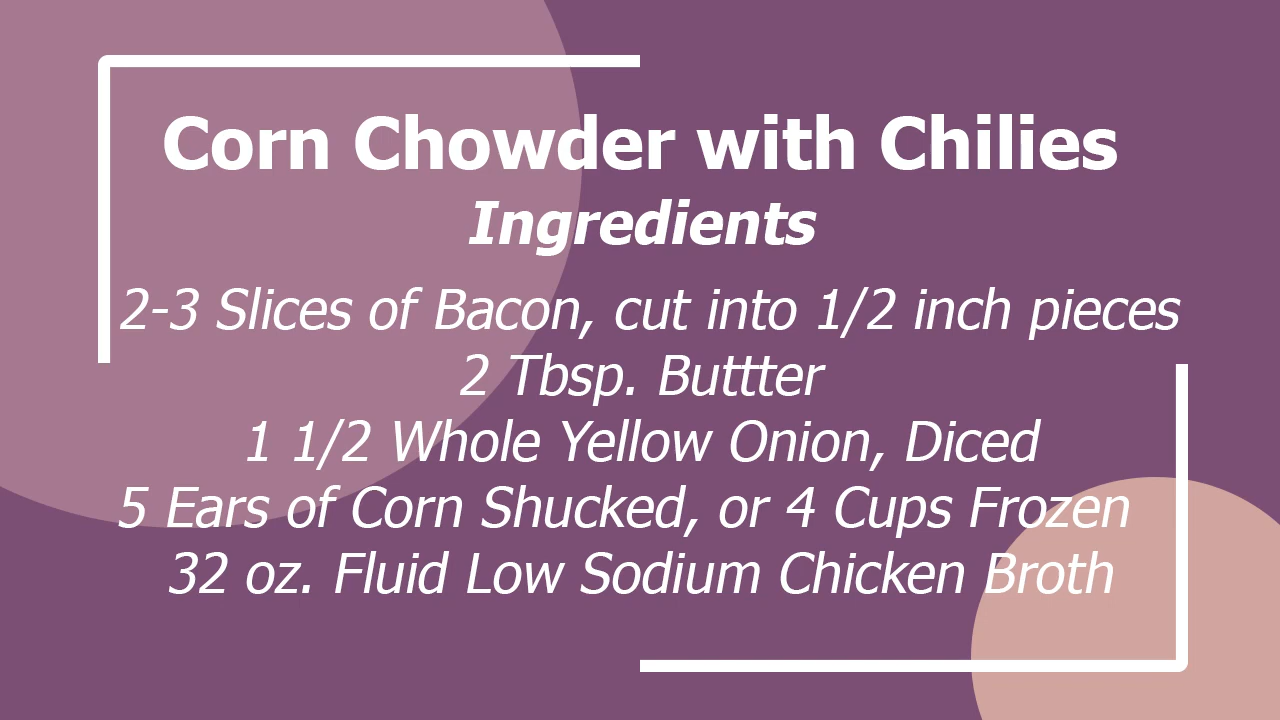 Corn Chowder with Chilies
Ingredients
2-3 Slices of Bacon, cut into 1/2 inch pieces
2 Tbsp. Buttter
1 1/2 Whole Yellow Onion, Diced
5 Ears of Corn Shucked, or 4 Cups Frozen
32 oz. Fluid Low Sodium Chicken Broth